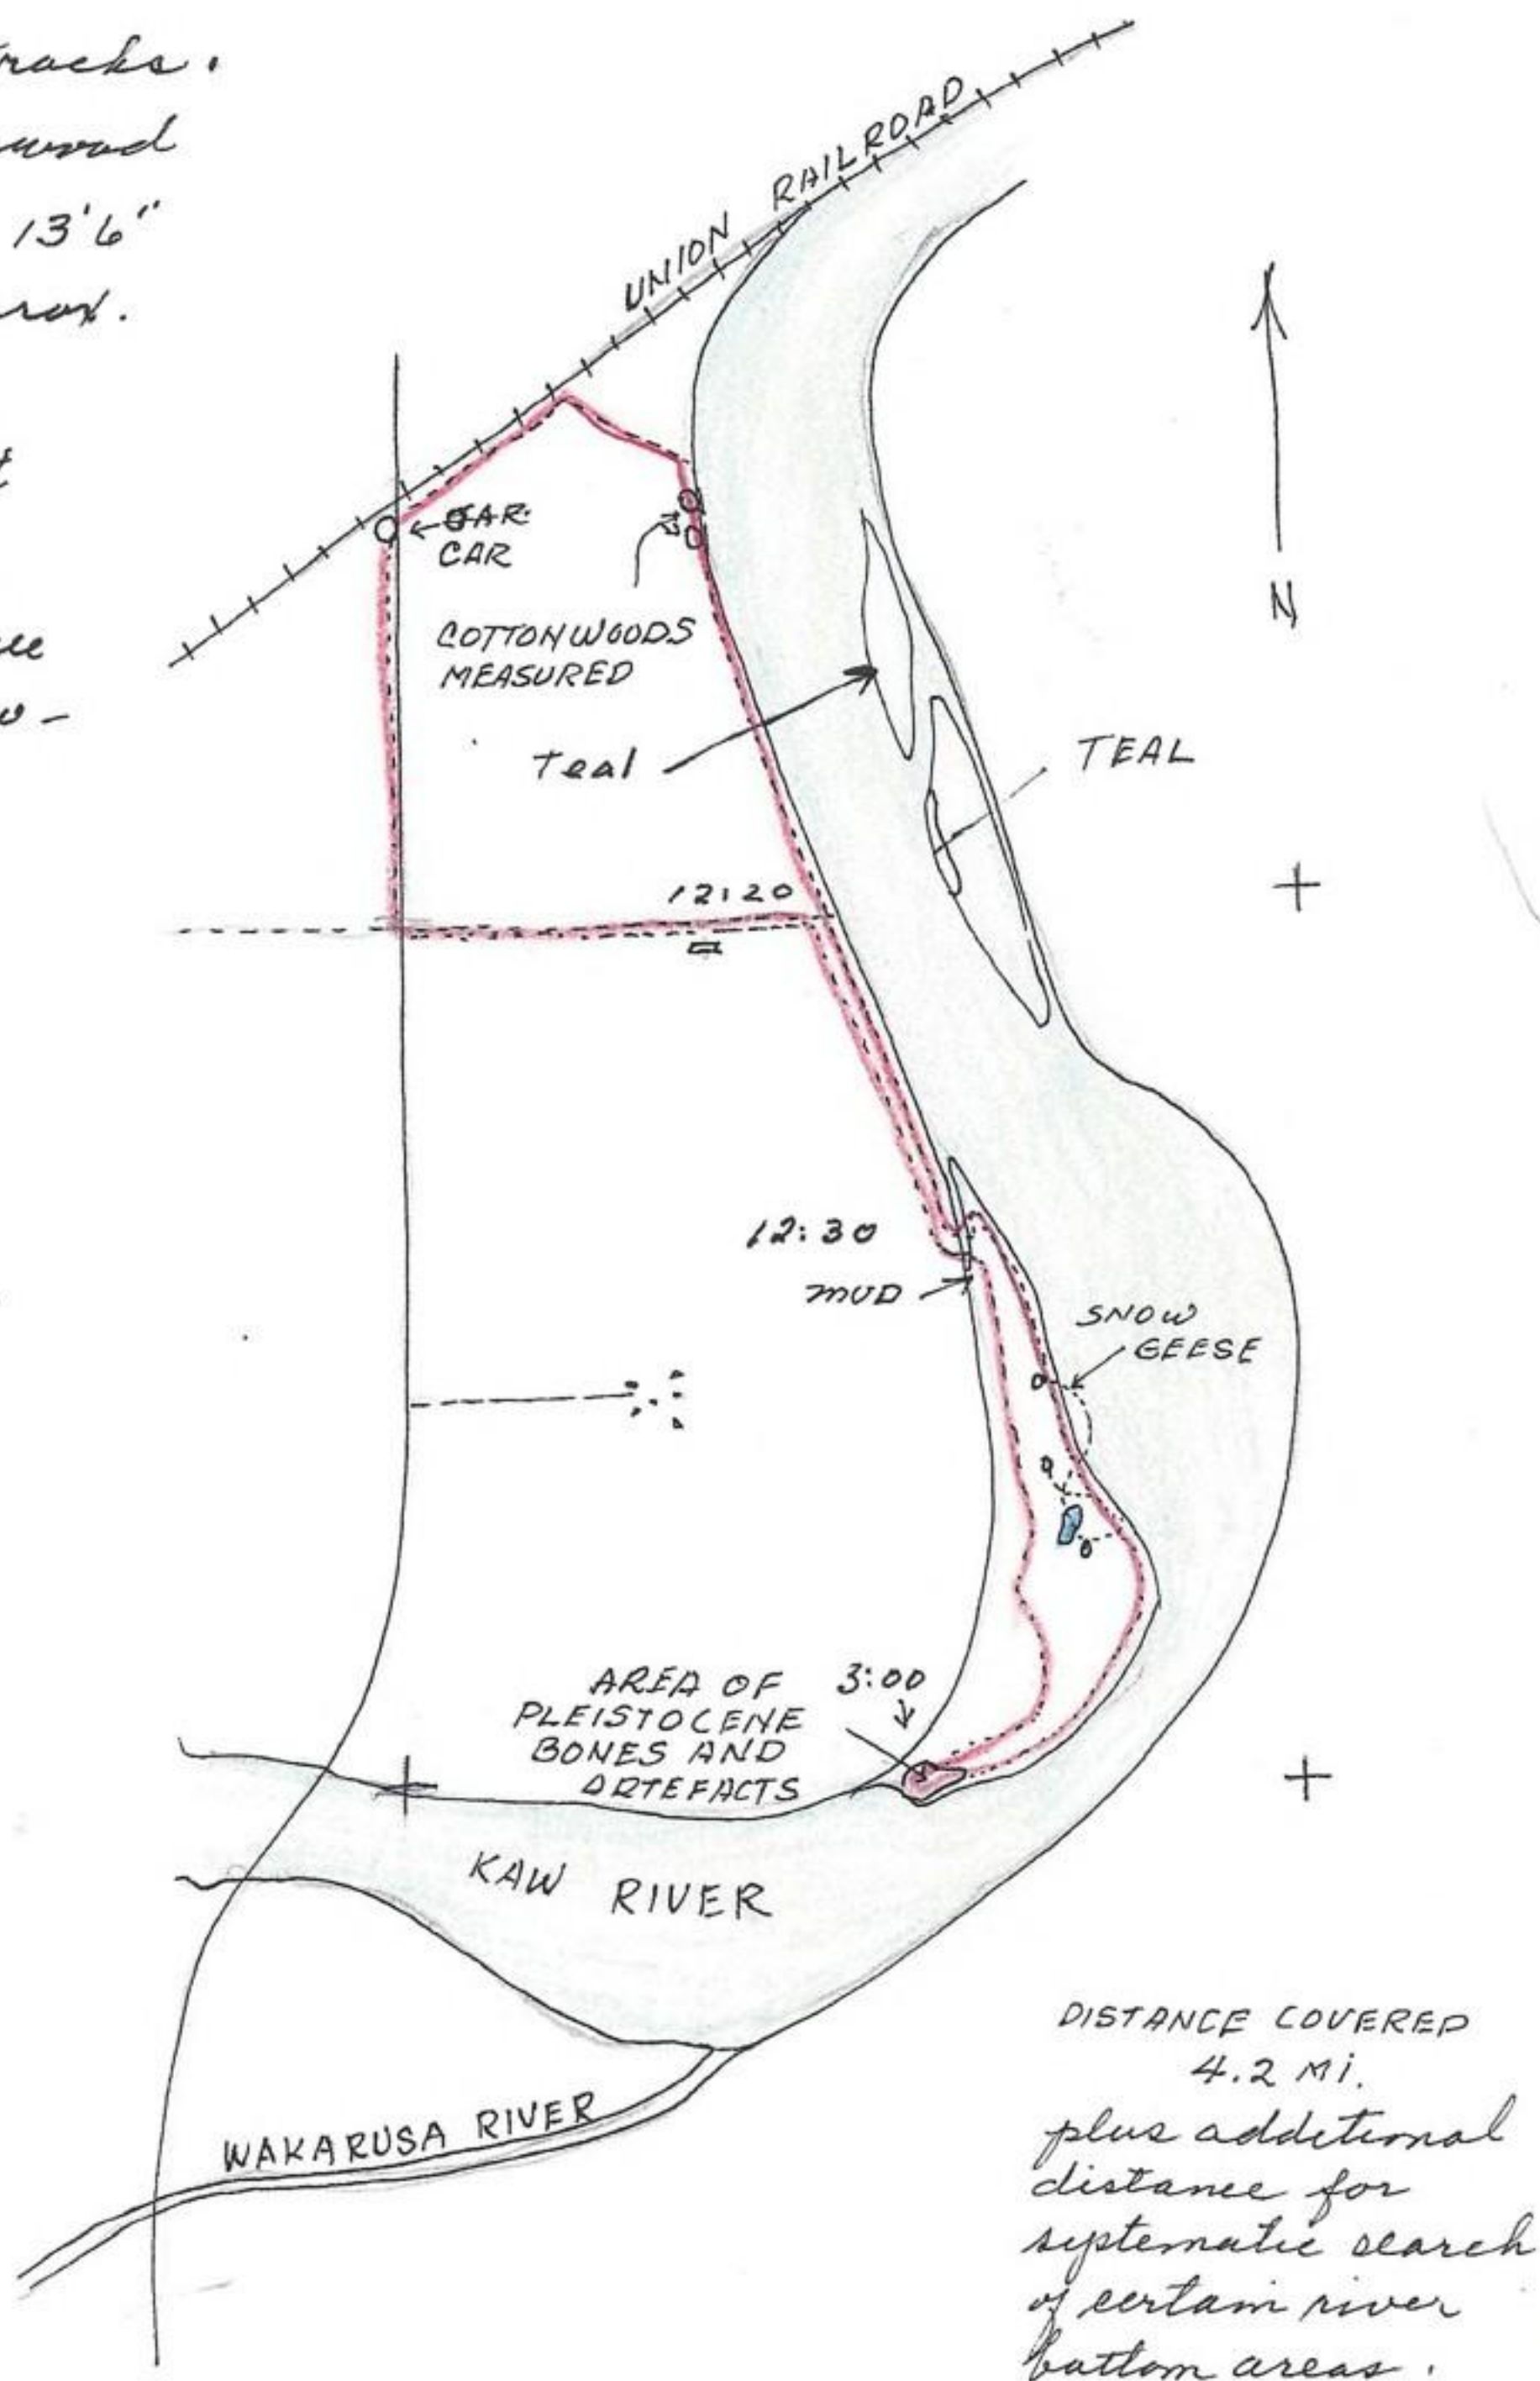 tracks.
wood
13'6"
rox.
UNION RAILROAD
CAR
COTTONWOODS
MEASURED
N
Teal
TEAL
12:20
12:30
MUD
SNOW
GEESE
AREA OF
PLEISTOCENE
BONES AND
ARTEFACTS
3:00
KAW RIVER
WAKARUSA RIVER
DISTANCE COVERED
4.2 Mi.
plus additional
distance for
systematic search
of certain river
bottom areas.